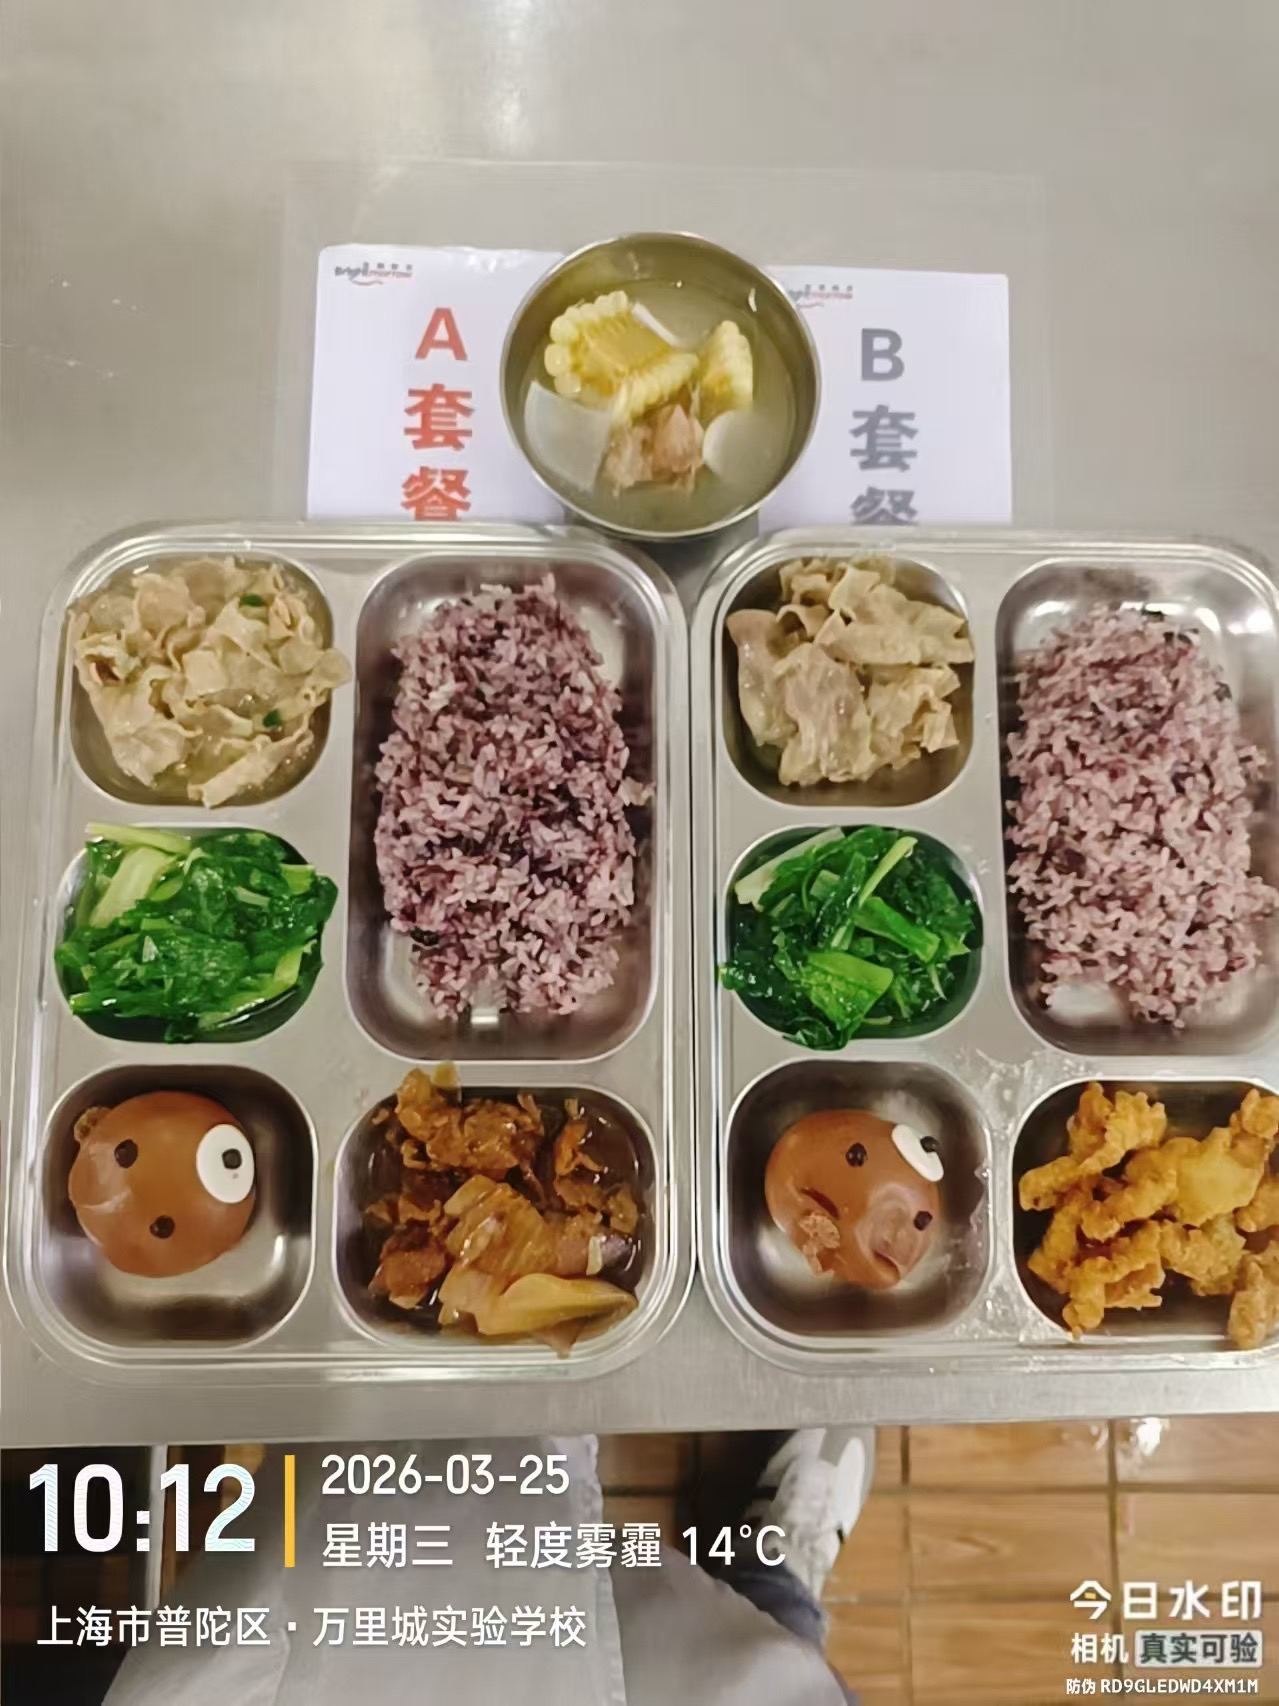 A
套
餐
B
套
餐
10:12
2026-03-25
星期三 轻度雾霾 14°C
上海市普陀区·万里城实验学校
今日水印
相机 真实可验
防伪 RD9GLEDWD4XM1M